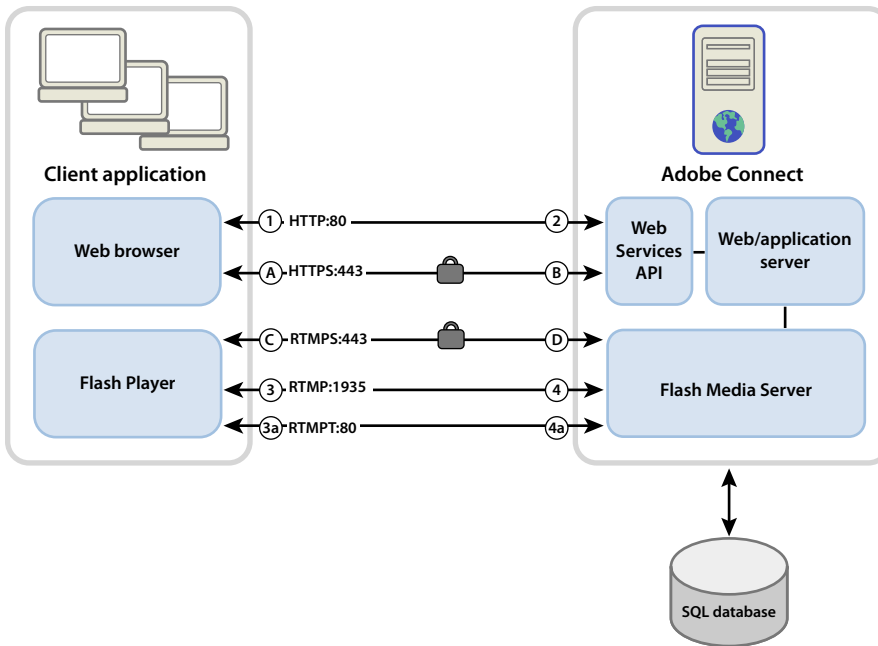 Client application
Adobe Connect
Web browser
1 HTTP:80 2
A HTTPS:443 B
Web
Services
API
Web/application
server
Flash Player
C RTMPS:443 D
3 RTMP:1935 4
3a RTMPT:80 4a
Flash Media Server
SQL database